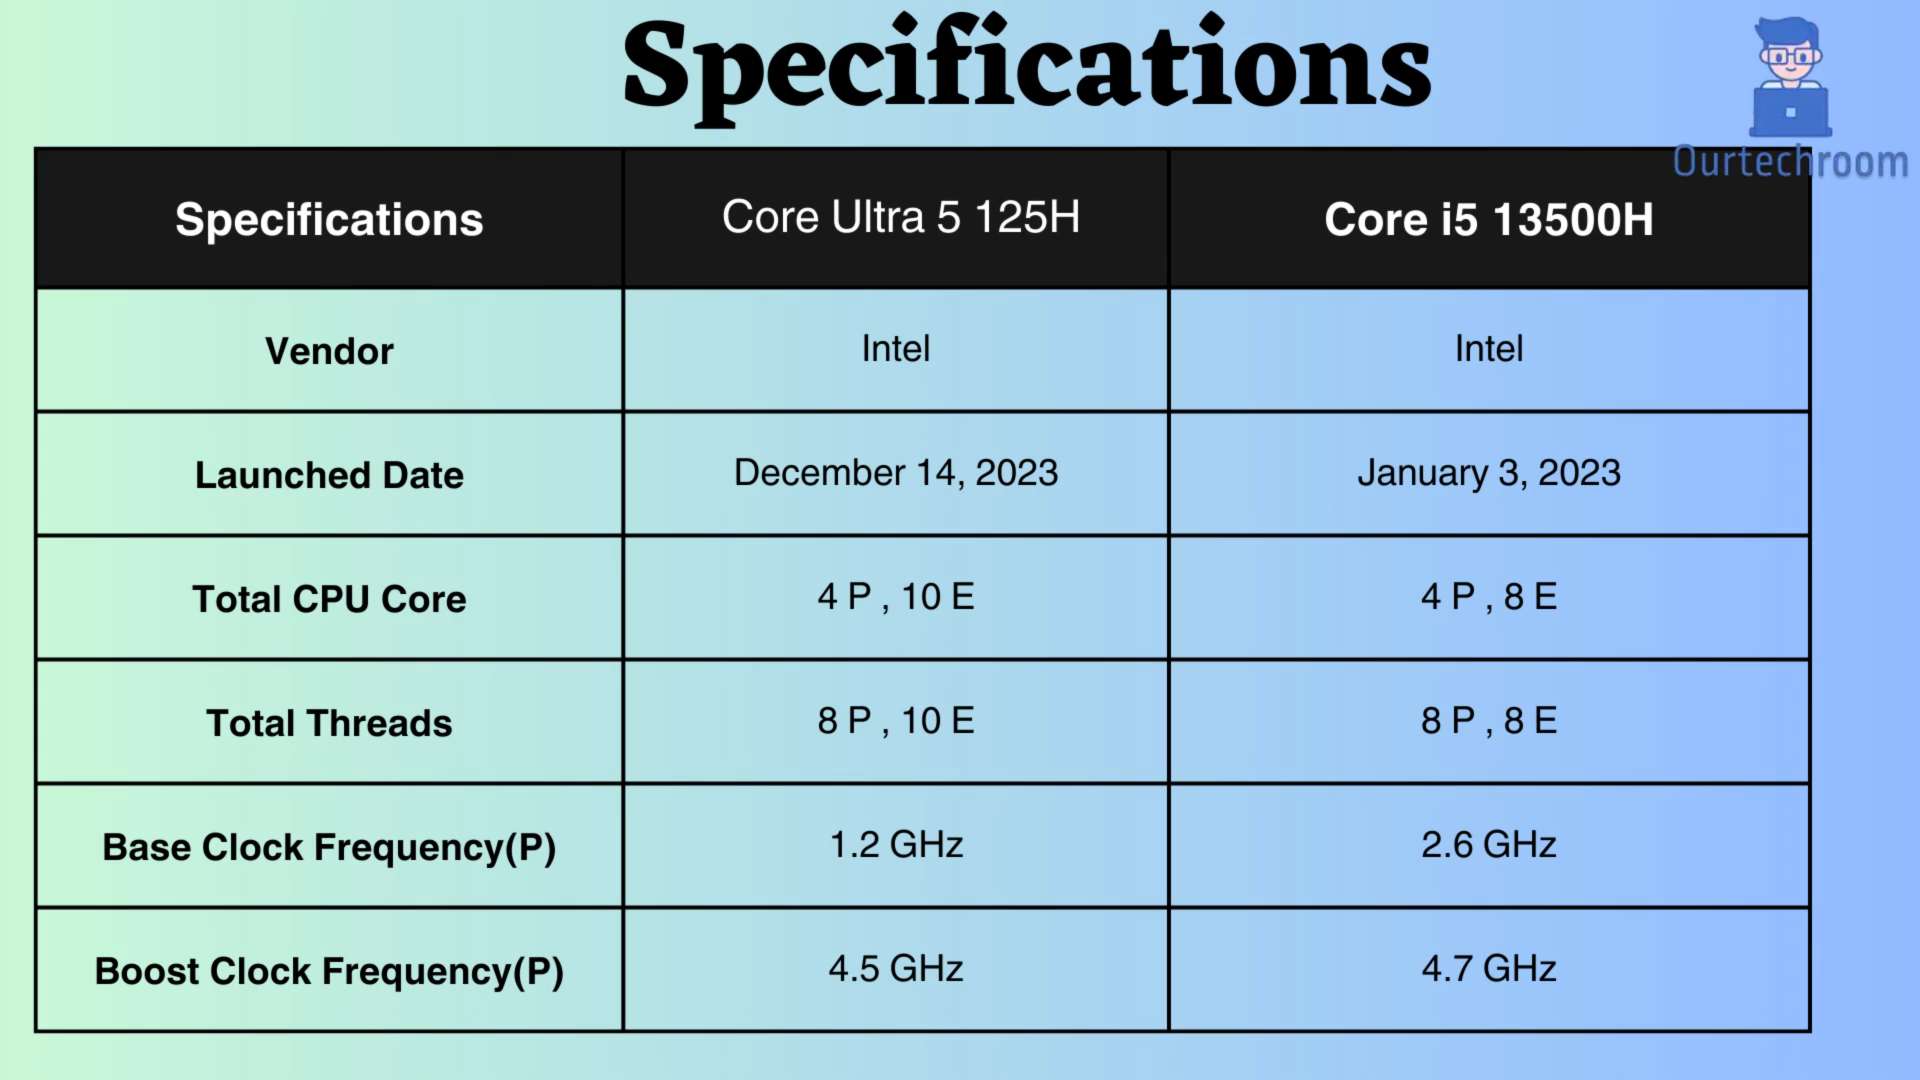 Specifications
Ourtechroom
Specifications Core Ultra 5 125H Core i5 13500H
Vendor Intel Intel
Launched Date December 14, 2023 January 3, 2023
Total CPU Core 4 P , 10 E 4 P , 8 E
Total Threads 8 P , 10 E 8 P , 8 E
Base Clock Frequency(P) 1.2 GHz 2.6 GHz
Boost Clock Frequency(P) 4.5 GHz 4.7 GHz